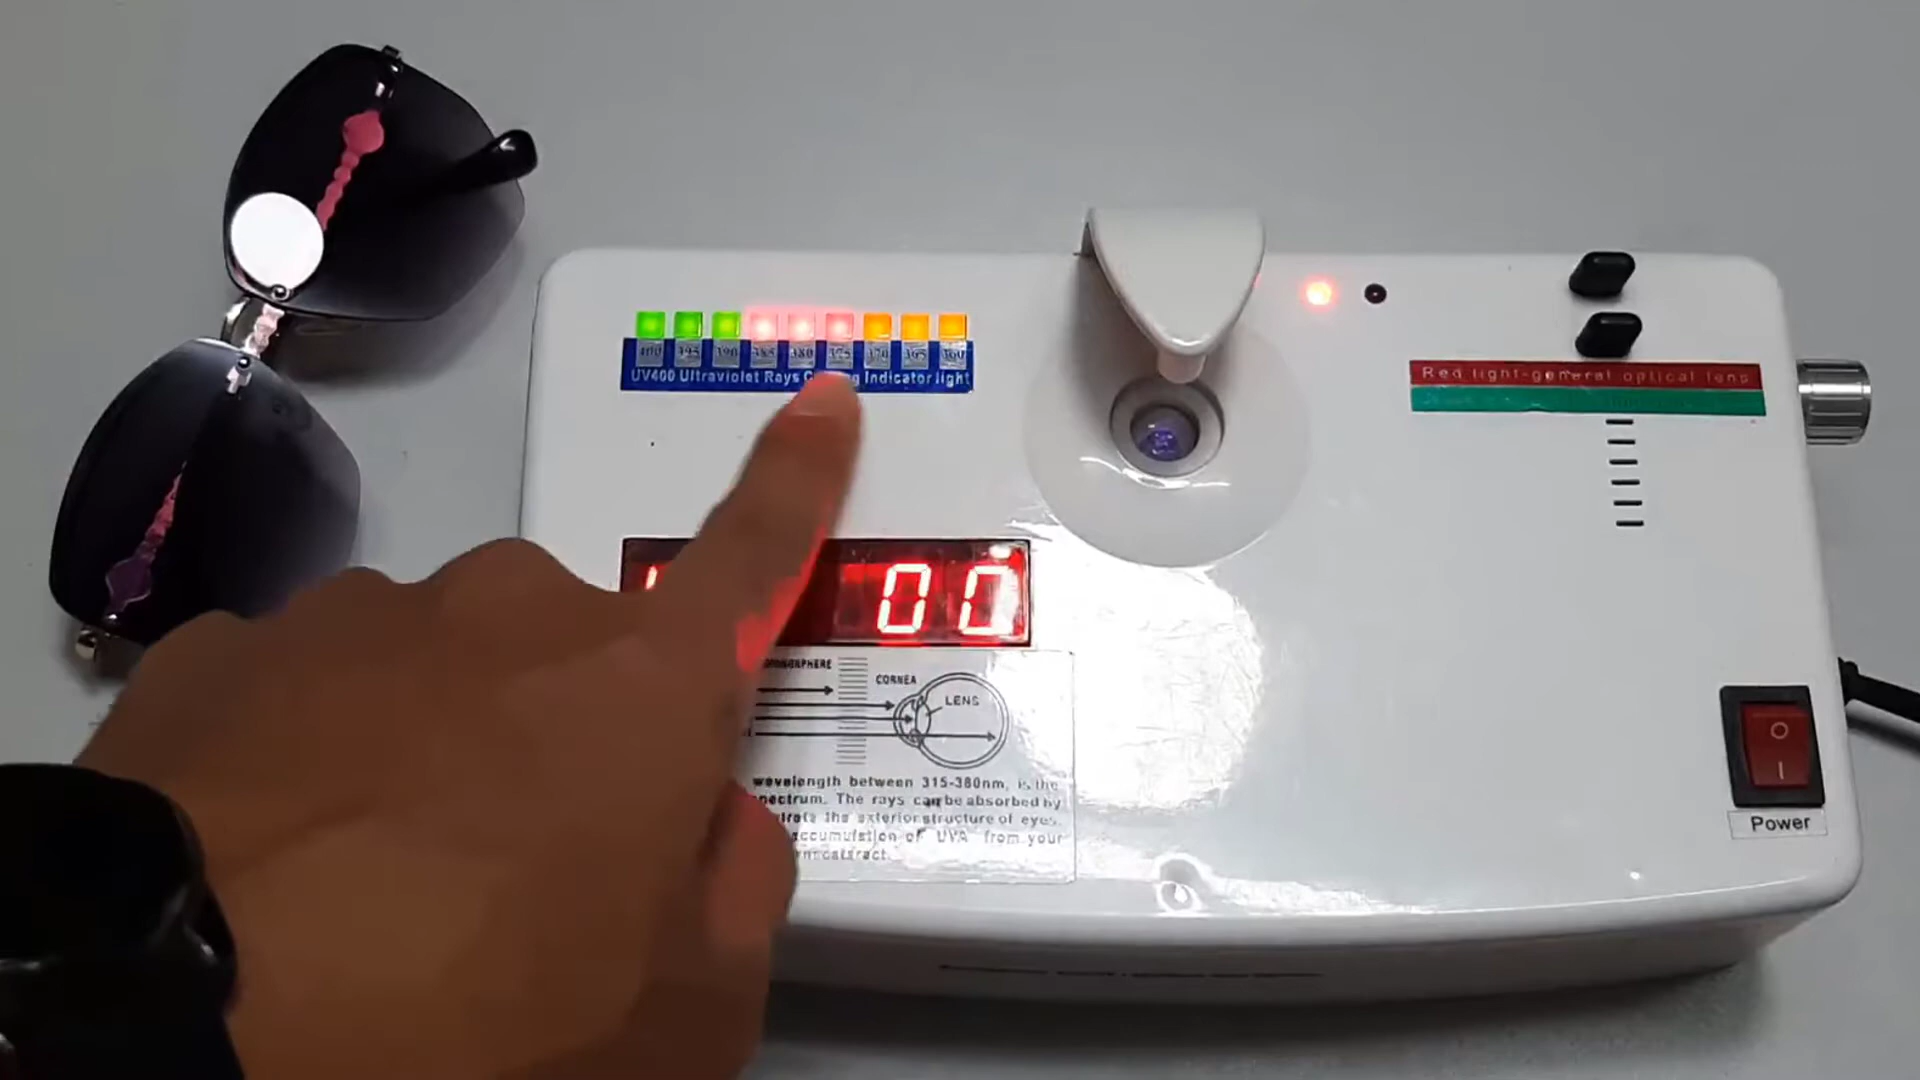 400 395 390 385 380 375 370 365 360
UV400 Ultraviolet Rays Indicator light
Red light-general optical lens
00
CORNEA
LENS
wavelength between 315-380nm, is the
The rays can be absorbed by
the exterior structure of eyes.
accumulation of UVA from your
cataract.
O
I
Power